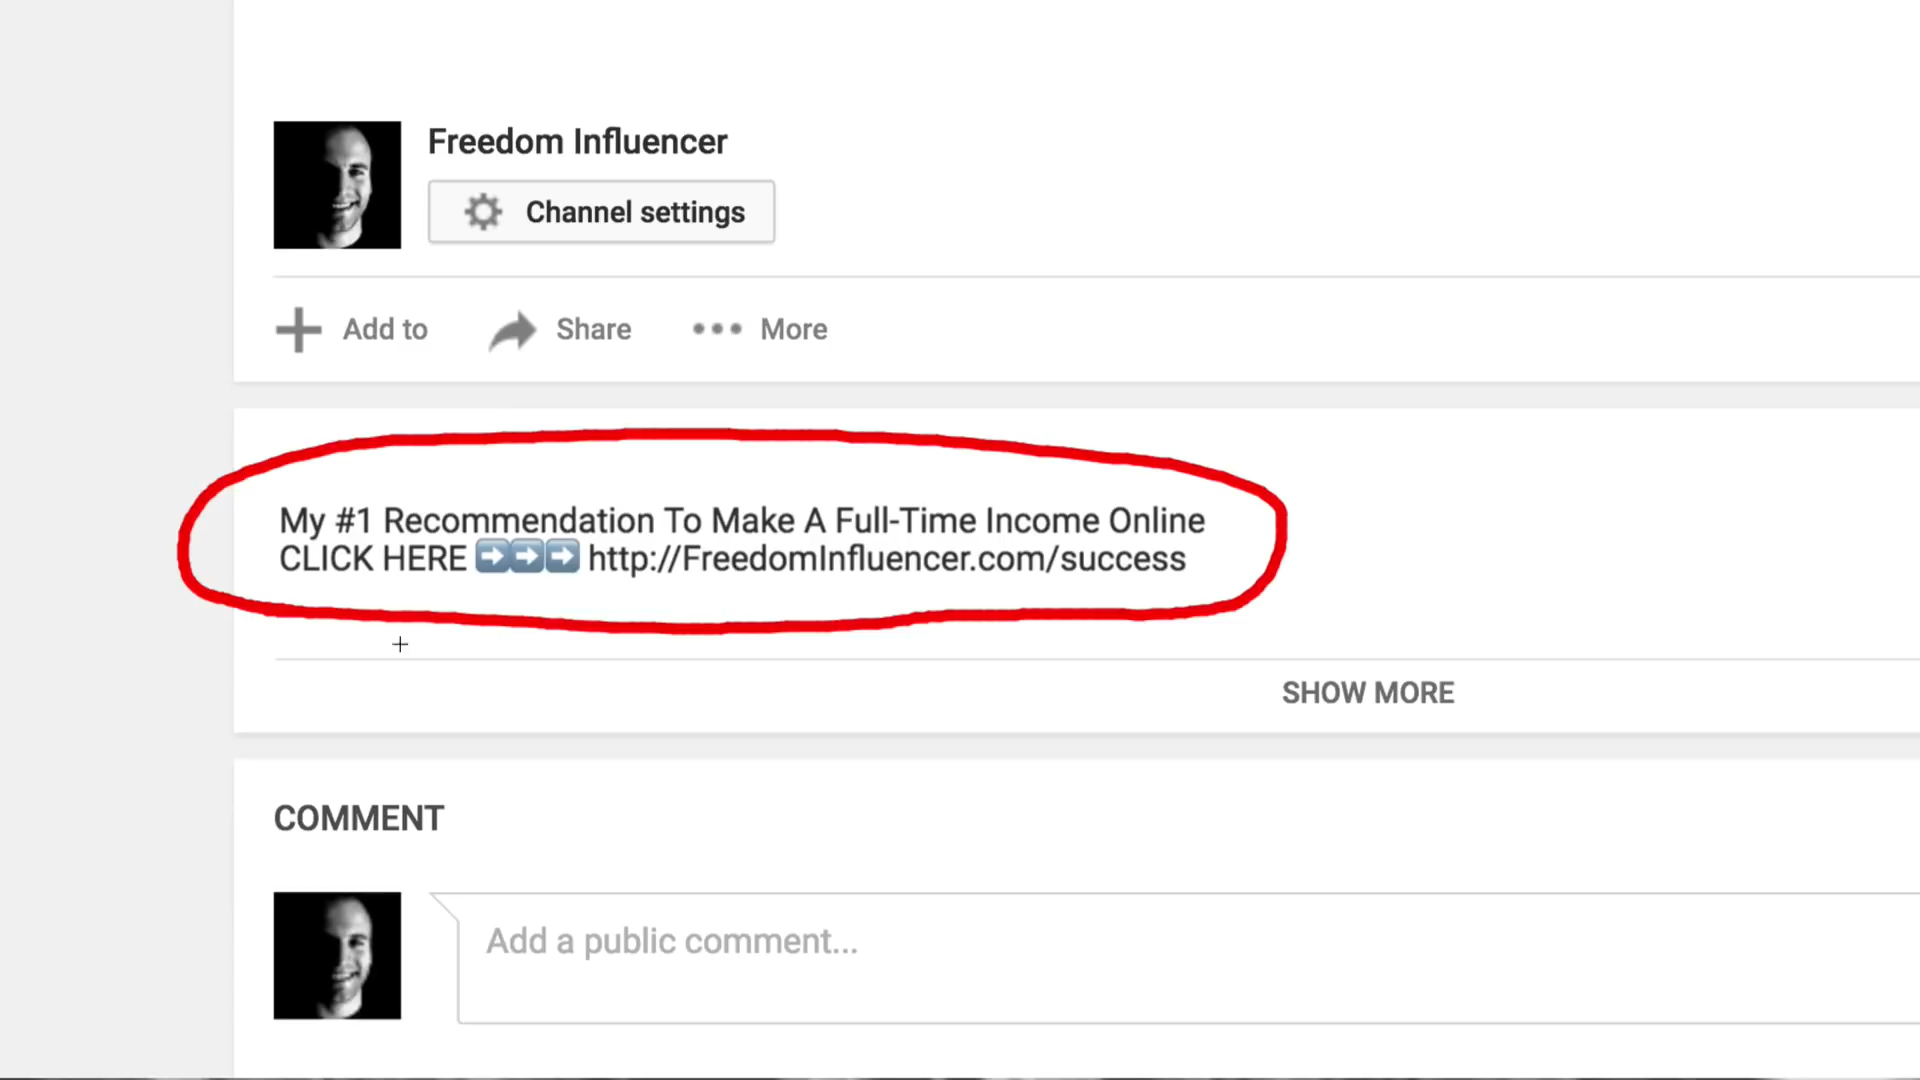 Freedom Influencer
Channel settings
Add to Share More
My #1 Recommendation To Make A Full-Time Income Online
CLICK HERE ➡️➡️➡️ http://FreedomInfluencer.com/success
SHOW MORE
COMMENT
Add a public comment...